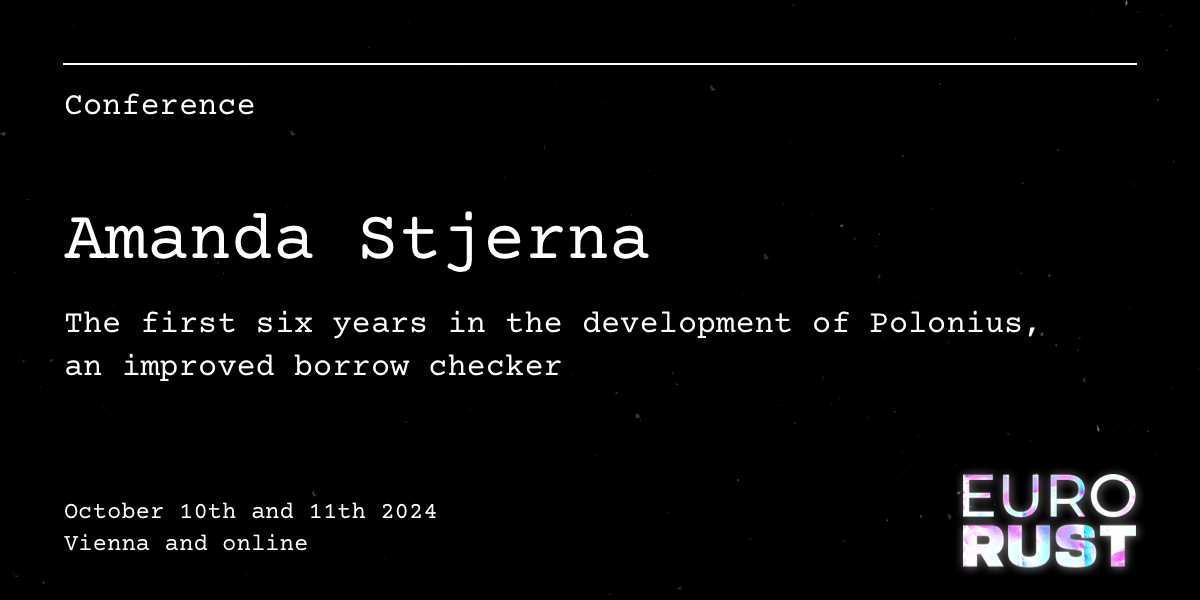 Conference
Amanda Stjerna
The first six years in the development of Polonius,
an improved borrow checker
October 10th and 11th 2024
Vienna and online
EURO
RUST